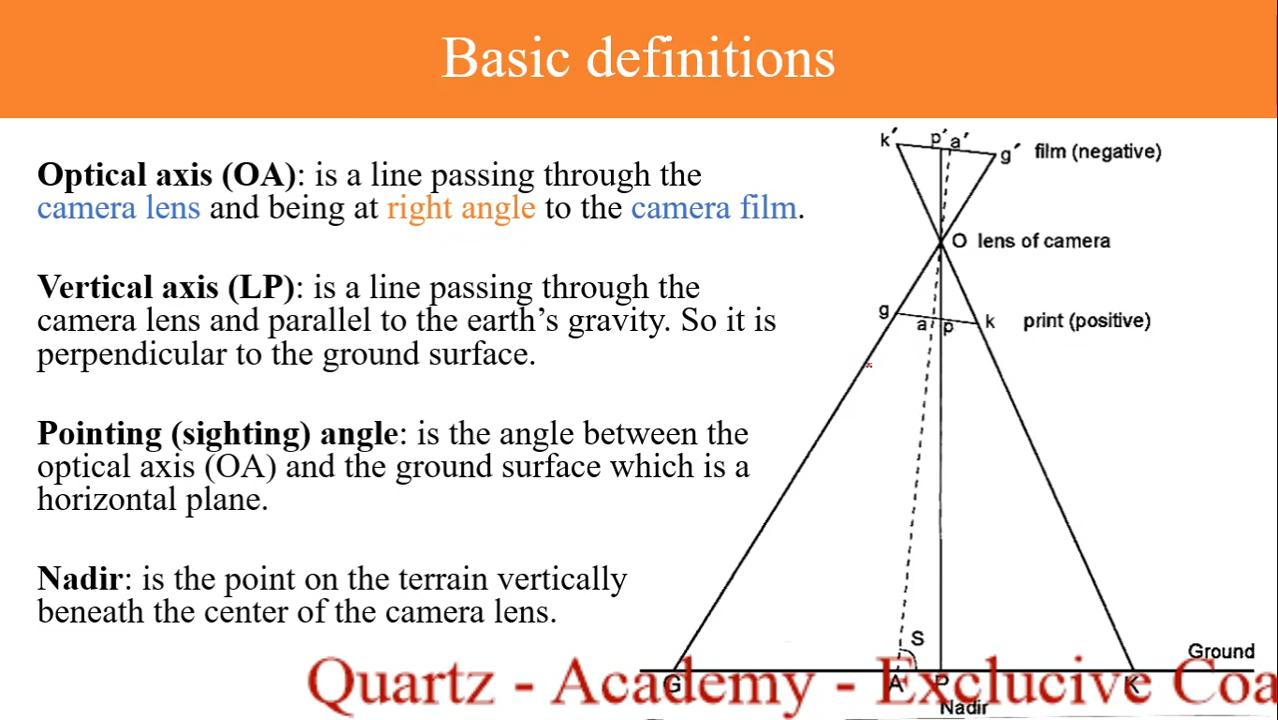 Basic definitions
Optical axis (OA): is a line passing through the
camera lens and being at right angle to the camera film.
Vertical axis (LP): is a line passing through the
camera lens and parallel to the earth’s gravity. So it is
perpendicular to the ground surface.
Pointing (sighting) angle: is the angle between the
optical axis (OA) and the ground surface which is a
horizontal plane.
Nadir: is the point on the terrain vertically
beneath the center of the camera lens.
k′ p′ a′ g′ film (negative)
O lens of camera
g a p k print (positive)
S
Ground
G A P K
Nadir
Quartz - Academy - Exclucive Coa